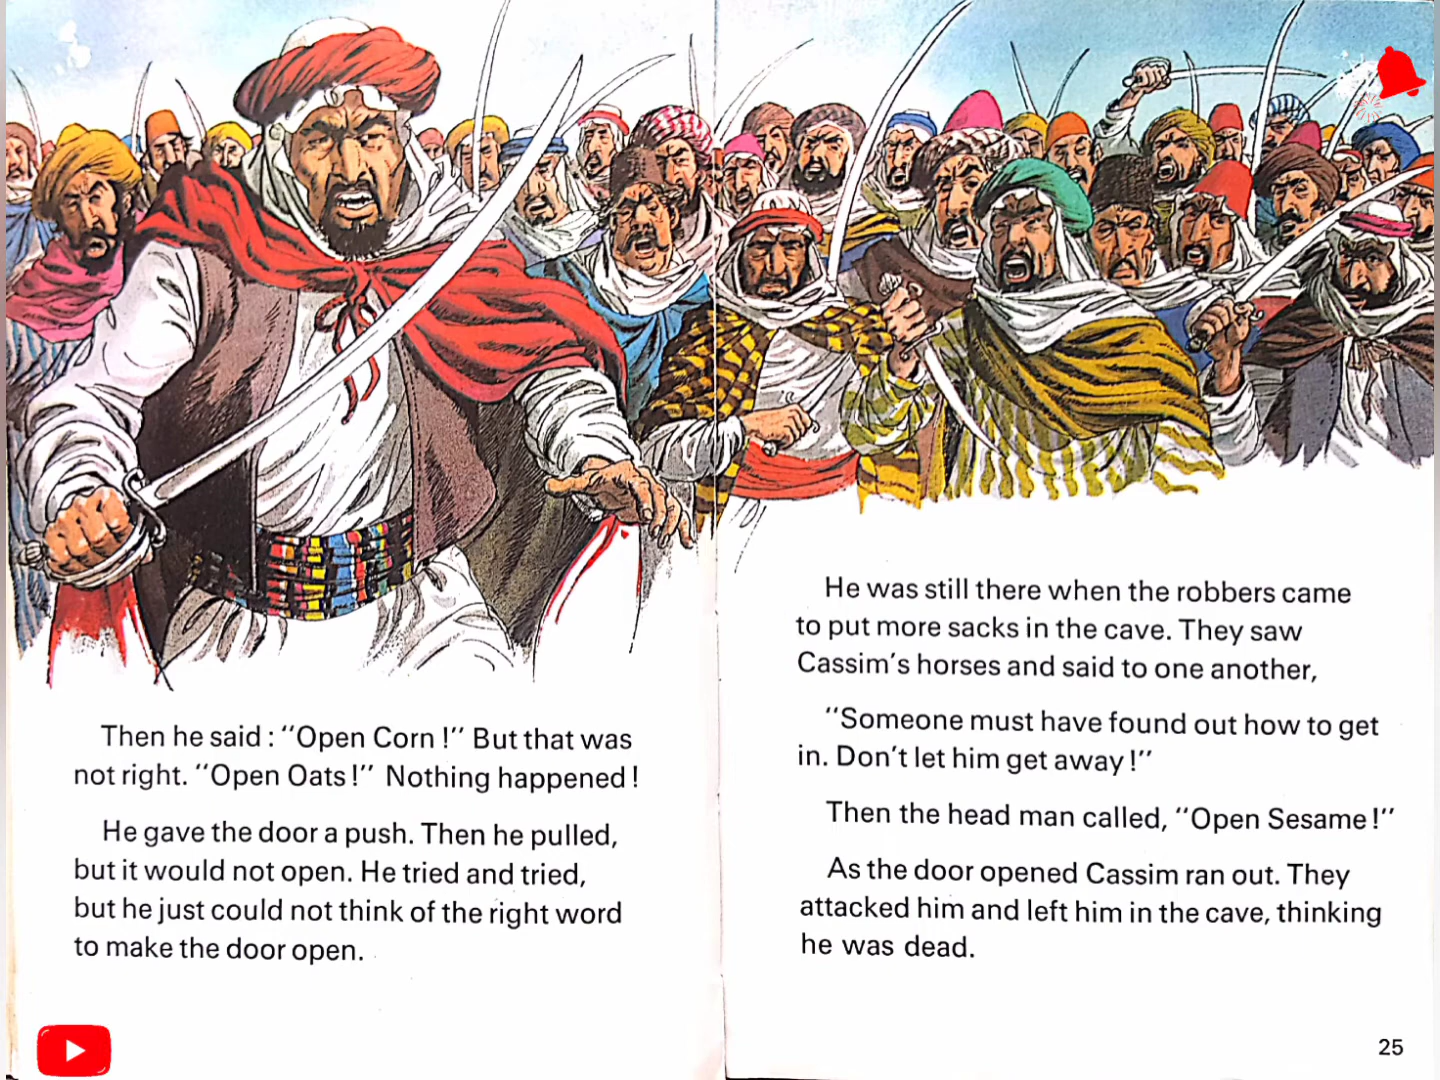 Then he said : "Open Corn !" But that was
not right. "Open Oats !" Nothing happened !
He gave the door a push. Then he pulled,
but it would not open. He tried and tried,
but he just could not think of the right word
to make the door open.
He was still there when the robbers came
to put more sacks in the cave. They saw
Cassim's horses and said to one another,
"Someone must have found out how to get
in. Don't let him get away !"
Then the head man called, "Open Sesame !"
As the door opened Cassim ran out. They
attacked him and left him in the cave, thinking
he was dead.
25